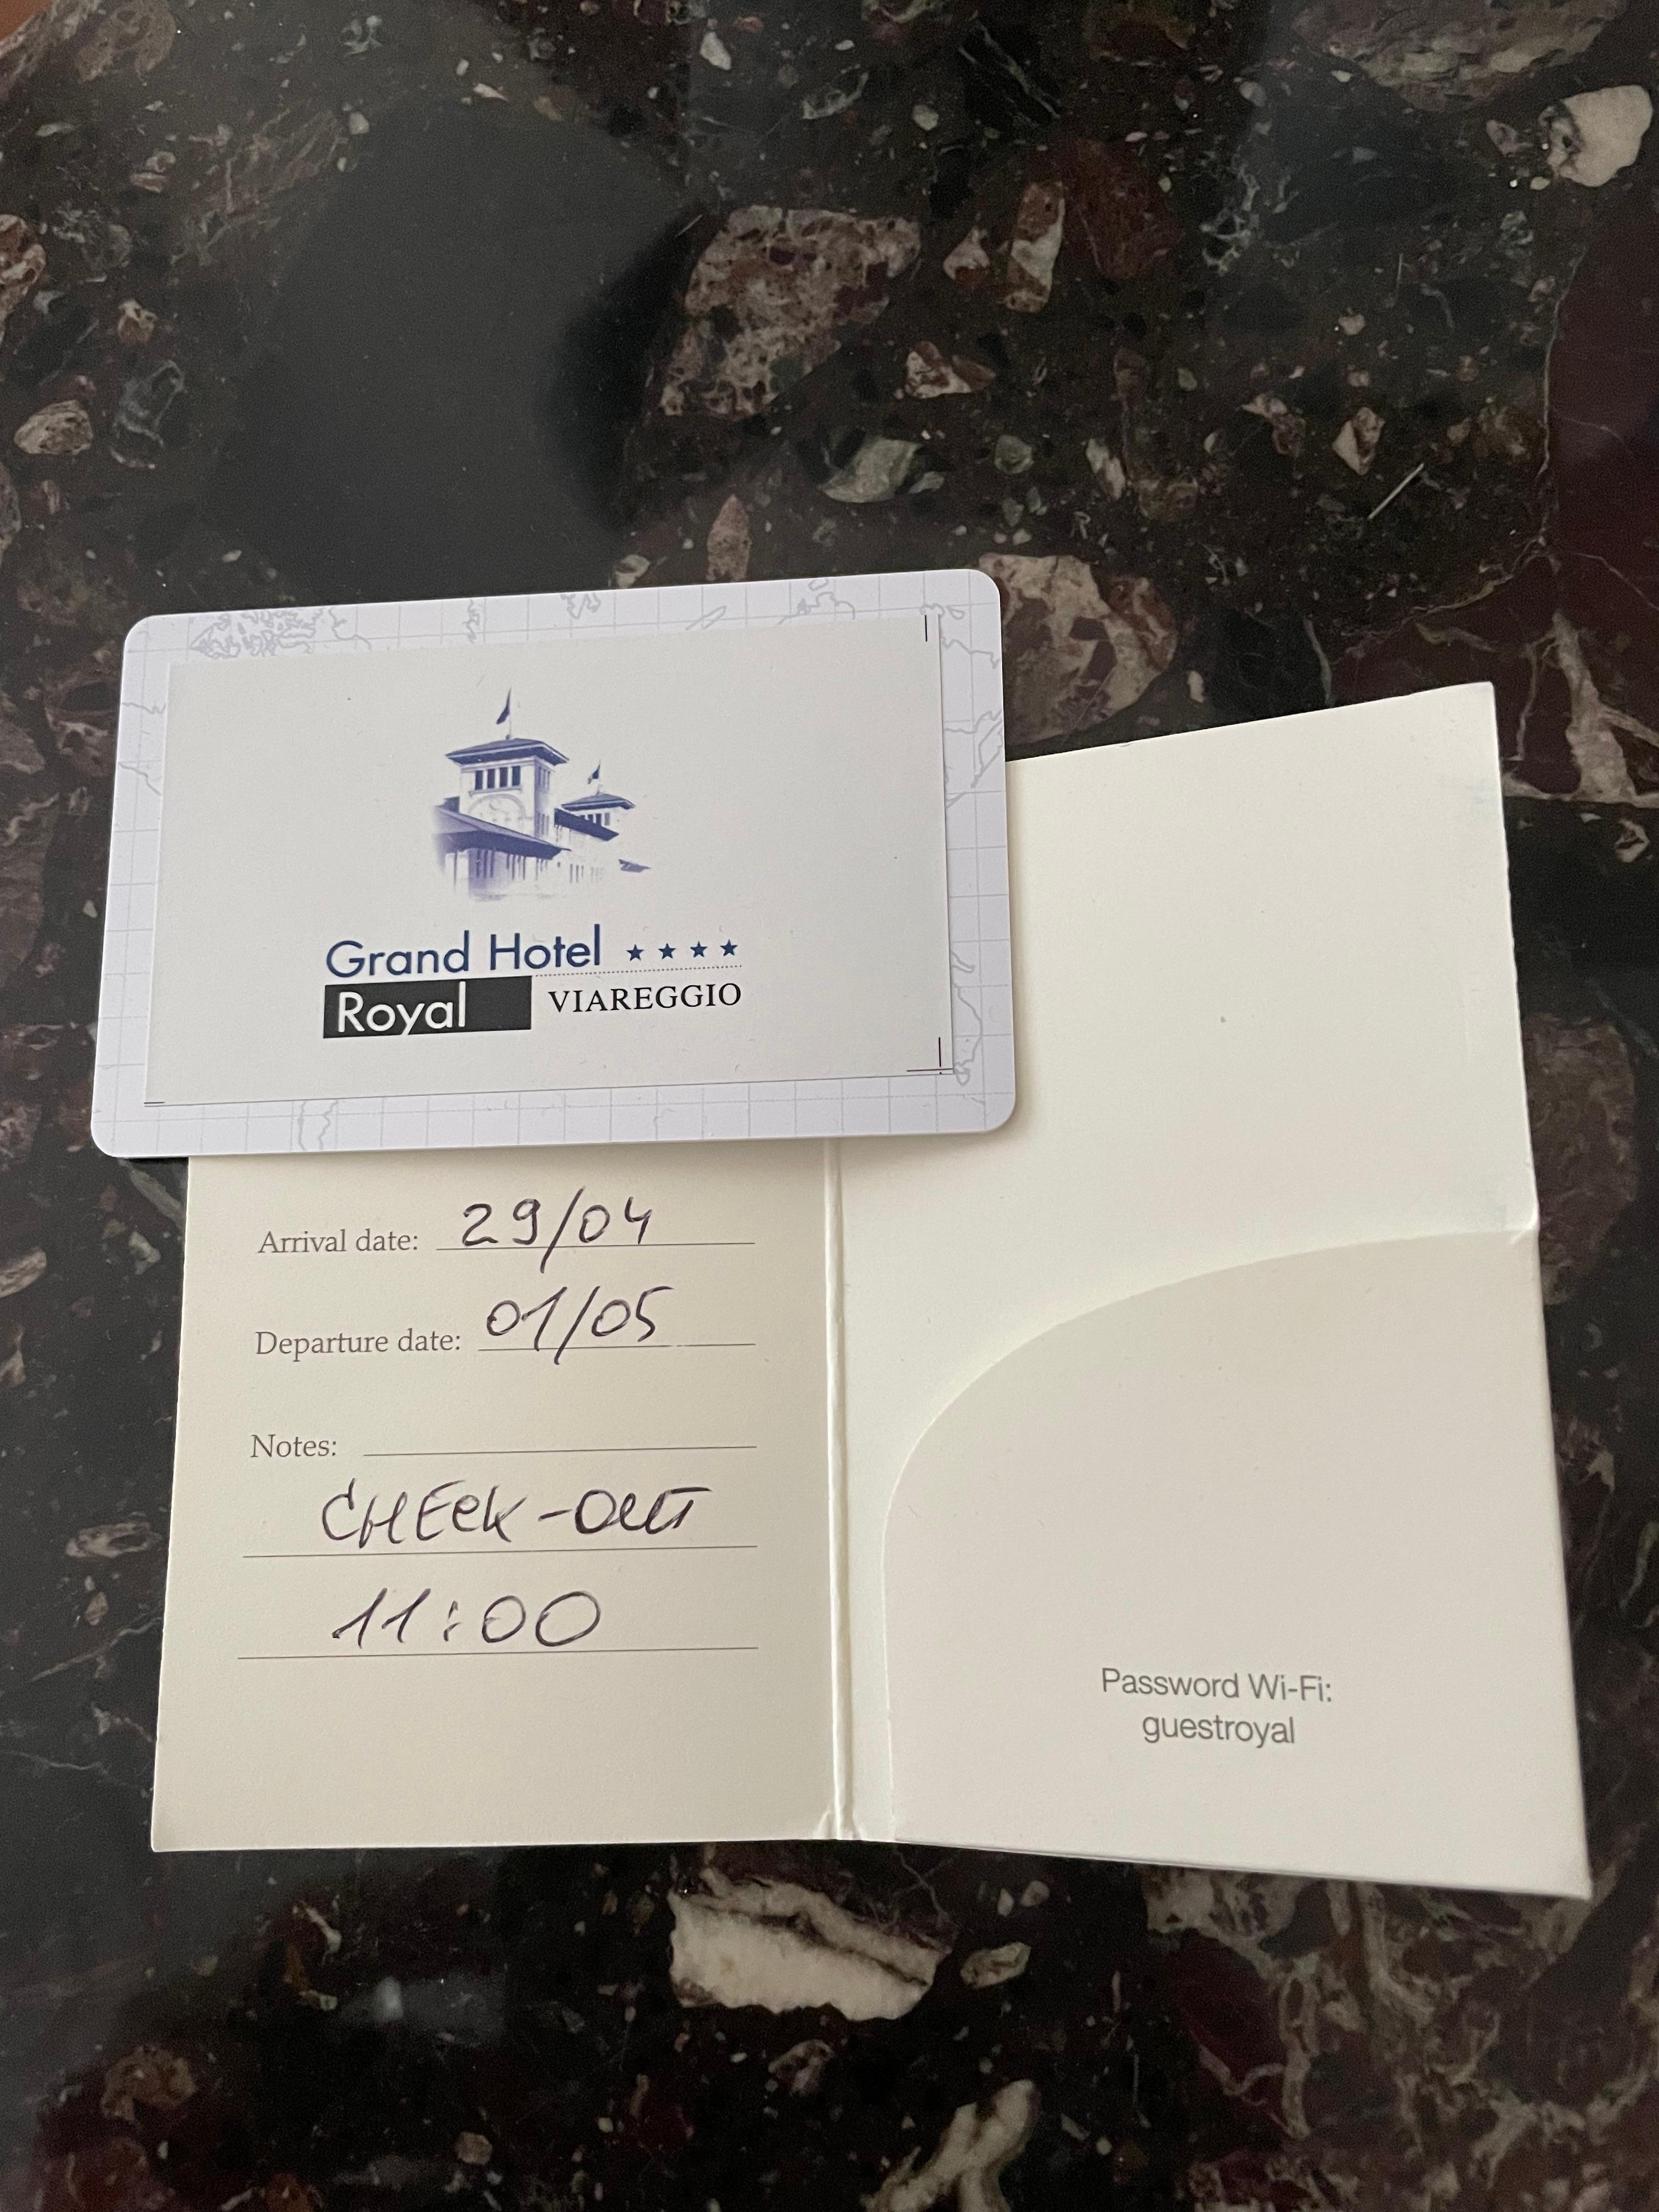 Grand Hotel ★★★★
Royal VIAREGGIO
Arrival date: 29/04
Departure date: 01/05
Notes:
CHEcK-OUT
11:00
Password Wi-Fi:
guestroyal